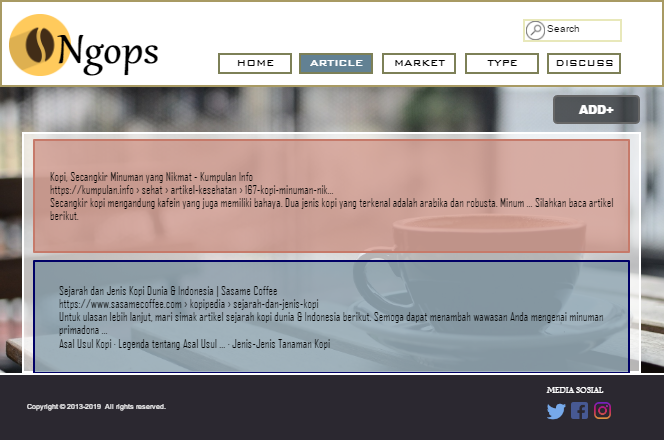 Ngops
Search
HOME ARTICLE MARKET TYPE DISCUSS
ADD+
Kopi, Secangkir Minuman yang Nikmat - Kumpulan Info
https://kumpulan.info › sehat › artikel-kesehatan › 167-kopi-minuman-nik...
Secangkir kopi mengandung kafein yang juga memiliki bahaya. Dua jenis kopi yang terkenal adalah arabika dan robusta. Minum ... Silahkan baca artikel
berikut.
Sejarah dan Jenis Kopi Dunia & Indonesia | Sasame Coffee
https://www.sasamecoffee.com › kopipedia › sejarah-dan-jenis-kopi
Untuk ulasan lebih lanjut, mari simak artikel sejarah kopi dunia & Indonesia berikut. Semoga dapat menambah wawasan Anda mengenai minuman
primadona ...
Asal Usul Kopi · Legenda tentang Asal Usul ... · Jenis-Jenis Tanaman Kopi
MEDIA SOSIAL
Copyright © 2013-2019 All rights reserved.